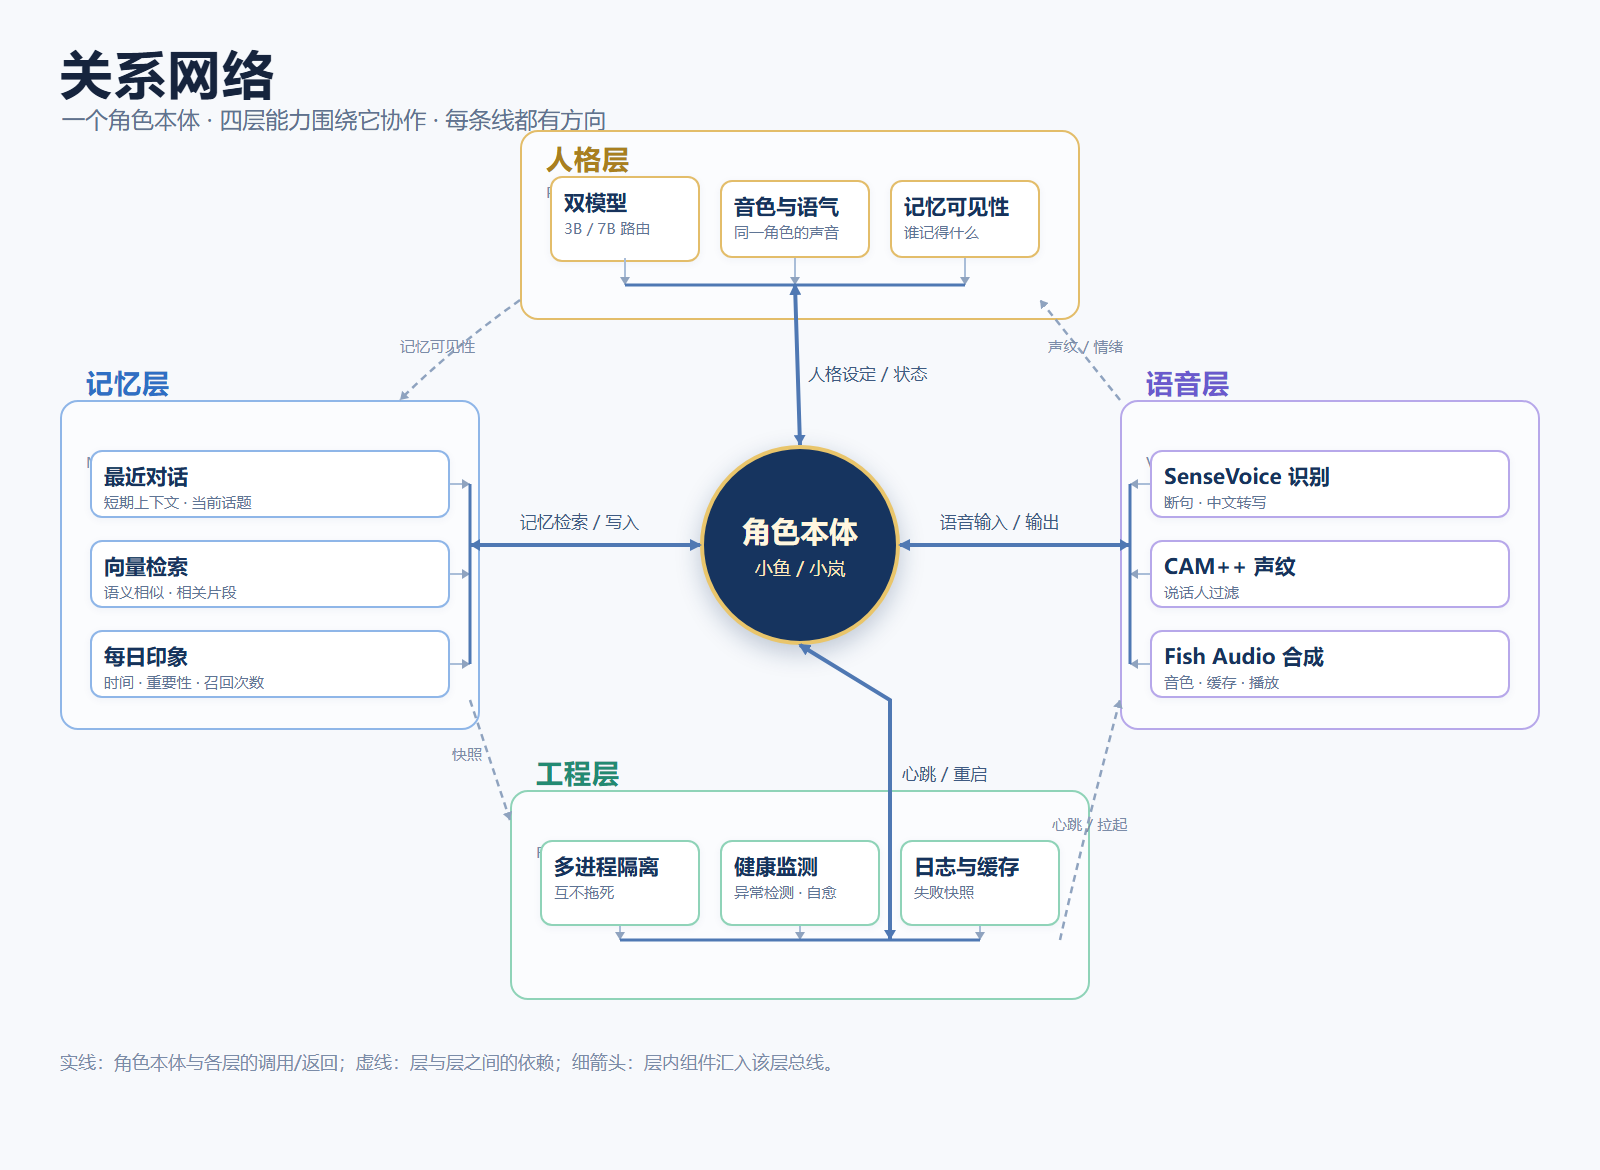 关系网络
一个角色本体 · 四层能力围绕它协作 · 每条线都有方向
人格层
双模型
3B / 7B 路由
音色与语气
同一角色的声音
记忆可见性
谁记得什么
记忆可见性
声纹 / 情绪
人格设定 / 状态
记忆层
最近对话
短期上下文 · 当前话题
向量检索
语义相似 · 相关片段
每日印象
时间 · 重要性 · 召回次数
记忆检索 / 写入
角色本体
小鱼 / 小岚
语音输入 / 输出
语音层
SenseVoice 识别
断句 · 中文转写
CAM++ 声纹
说话人过滤
Fish Audio 合成
音色 · 缓存 · 播放
快照
心跳 / 重启
心跳 / 拉起
工程层
多进程隔离
互不拖死
健康监测
异常检测 · 自愈
日志与缓存
失败快照
实线：角色本体与各层的调用/返回；虚线：层与层之间的依赖；细箭头：层内组件汇入该层总线。